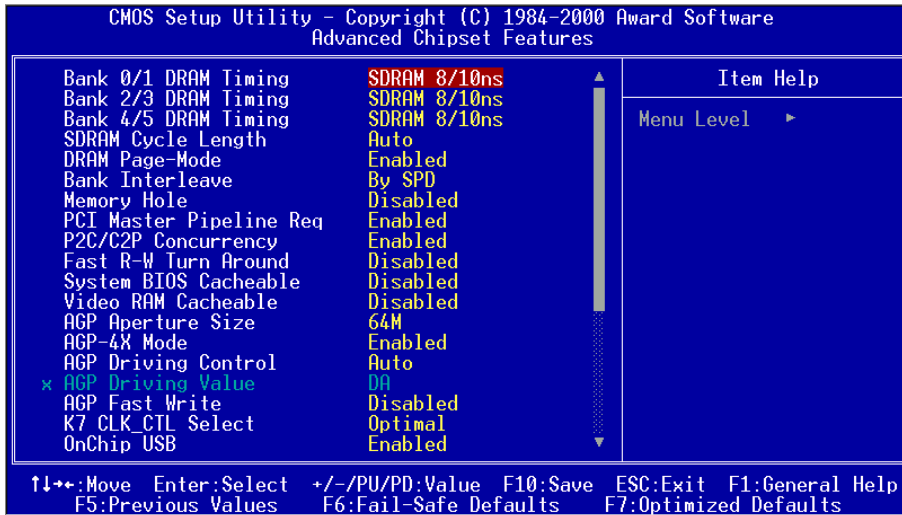 CMOS Setup Utility – Copyright (C) 1984-2000 Award Software
Advanced Chipset Features
Bank 0/1 DRAM Timing SDRAM 8/10ns
Bank 2/3 DRAM Timing SDRAM 8/10ns
Bank 4/5 DRAM Timing SDRAM 8/10ns
SDRAM Cycle Length Auto
DRAM Page-Mode Enabled
Bank Interleave By SPD
Memory Hole Disabled
PCI Master Pipeline Req Enabled
P2C/C2P Concurrency Enabled
Fast R-W Turn Around Disabled
System BIOS Cacheable Disabled
Video RAM Cacheable Disabled
AGP Aperture Size 64M
AGP-4X Mode Enabled
AGP Driving Control Auto
x AGP Driving Value DA
AGP Fast Write Disabled
K7 CLK_CTL Select Optimal
OnChip USB Enabled
Item Help
Menu Level ►
↑↓→←:Move Enter:Select +/-/PU/PD:Value F10:Save ESC:Exit F1:General Help
F5:Previous Values F6:Fail-Safe Defaults F7:Optimized Defaults